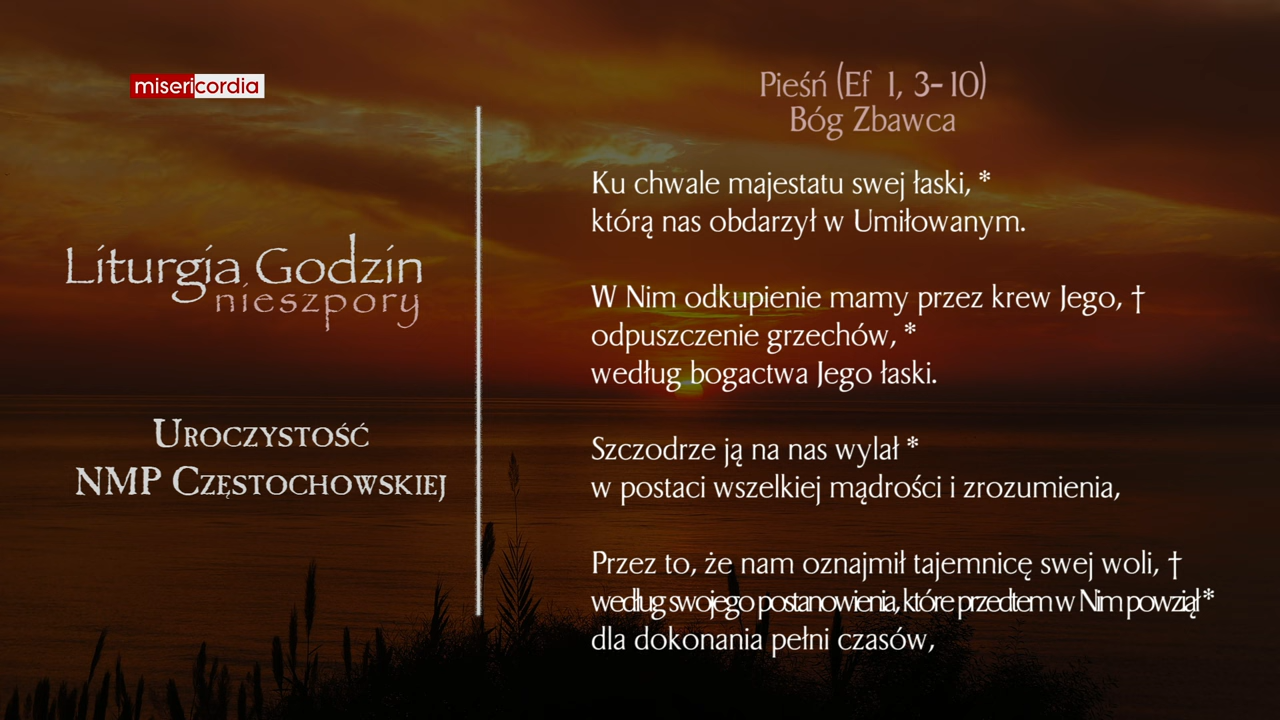 misericordia
Liturgia Godzin
nieszpory
Uroczystość
NMP Częstochowskiej
Pieśń (Ef 1, 3-10)
Bóg Zbawca
Ku chwale majestatu swej łaski, *
którą nas obdarzył w Umiłowanym.
W Nim odkupienie mamy przez krew Jego, †
odpuszczenie grzechów, *
według bogactwa Jego łaski.
Szczodrze ją na nas wylał *
w postaci wszelkiej mądrości i zrozumienia,
Przez to, że nam oznajmił tajemnicę swej woli, †
według swojego postanowienia, które przedtem w Nim powziął *
dla dokonania pełni czasów,